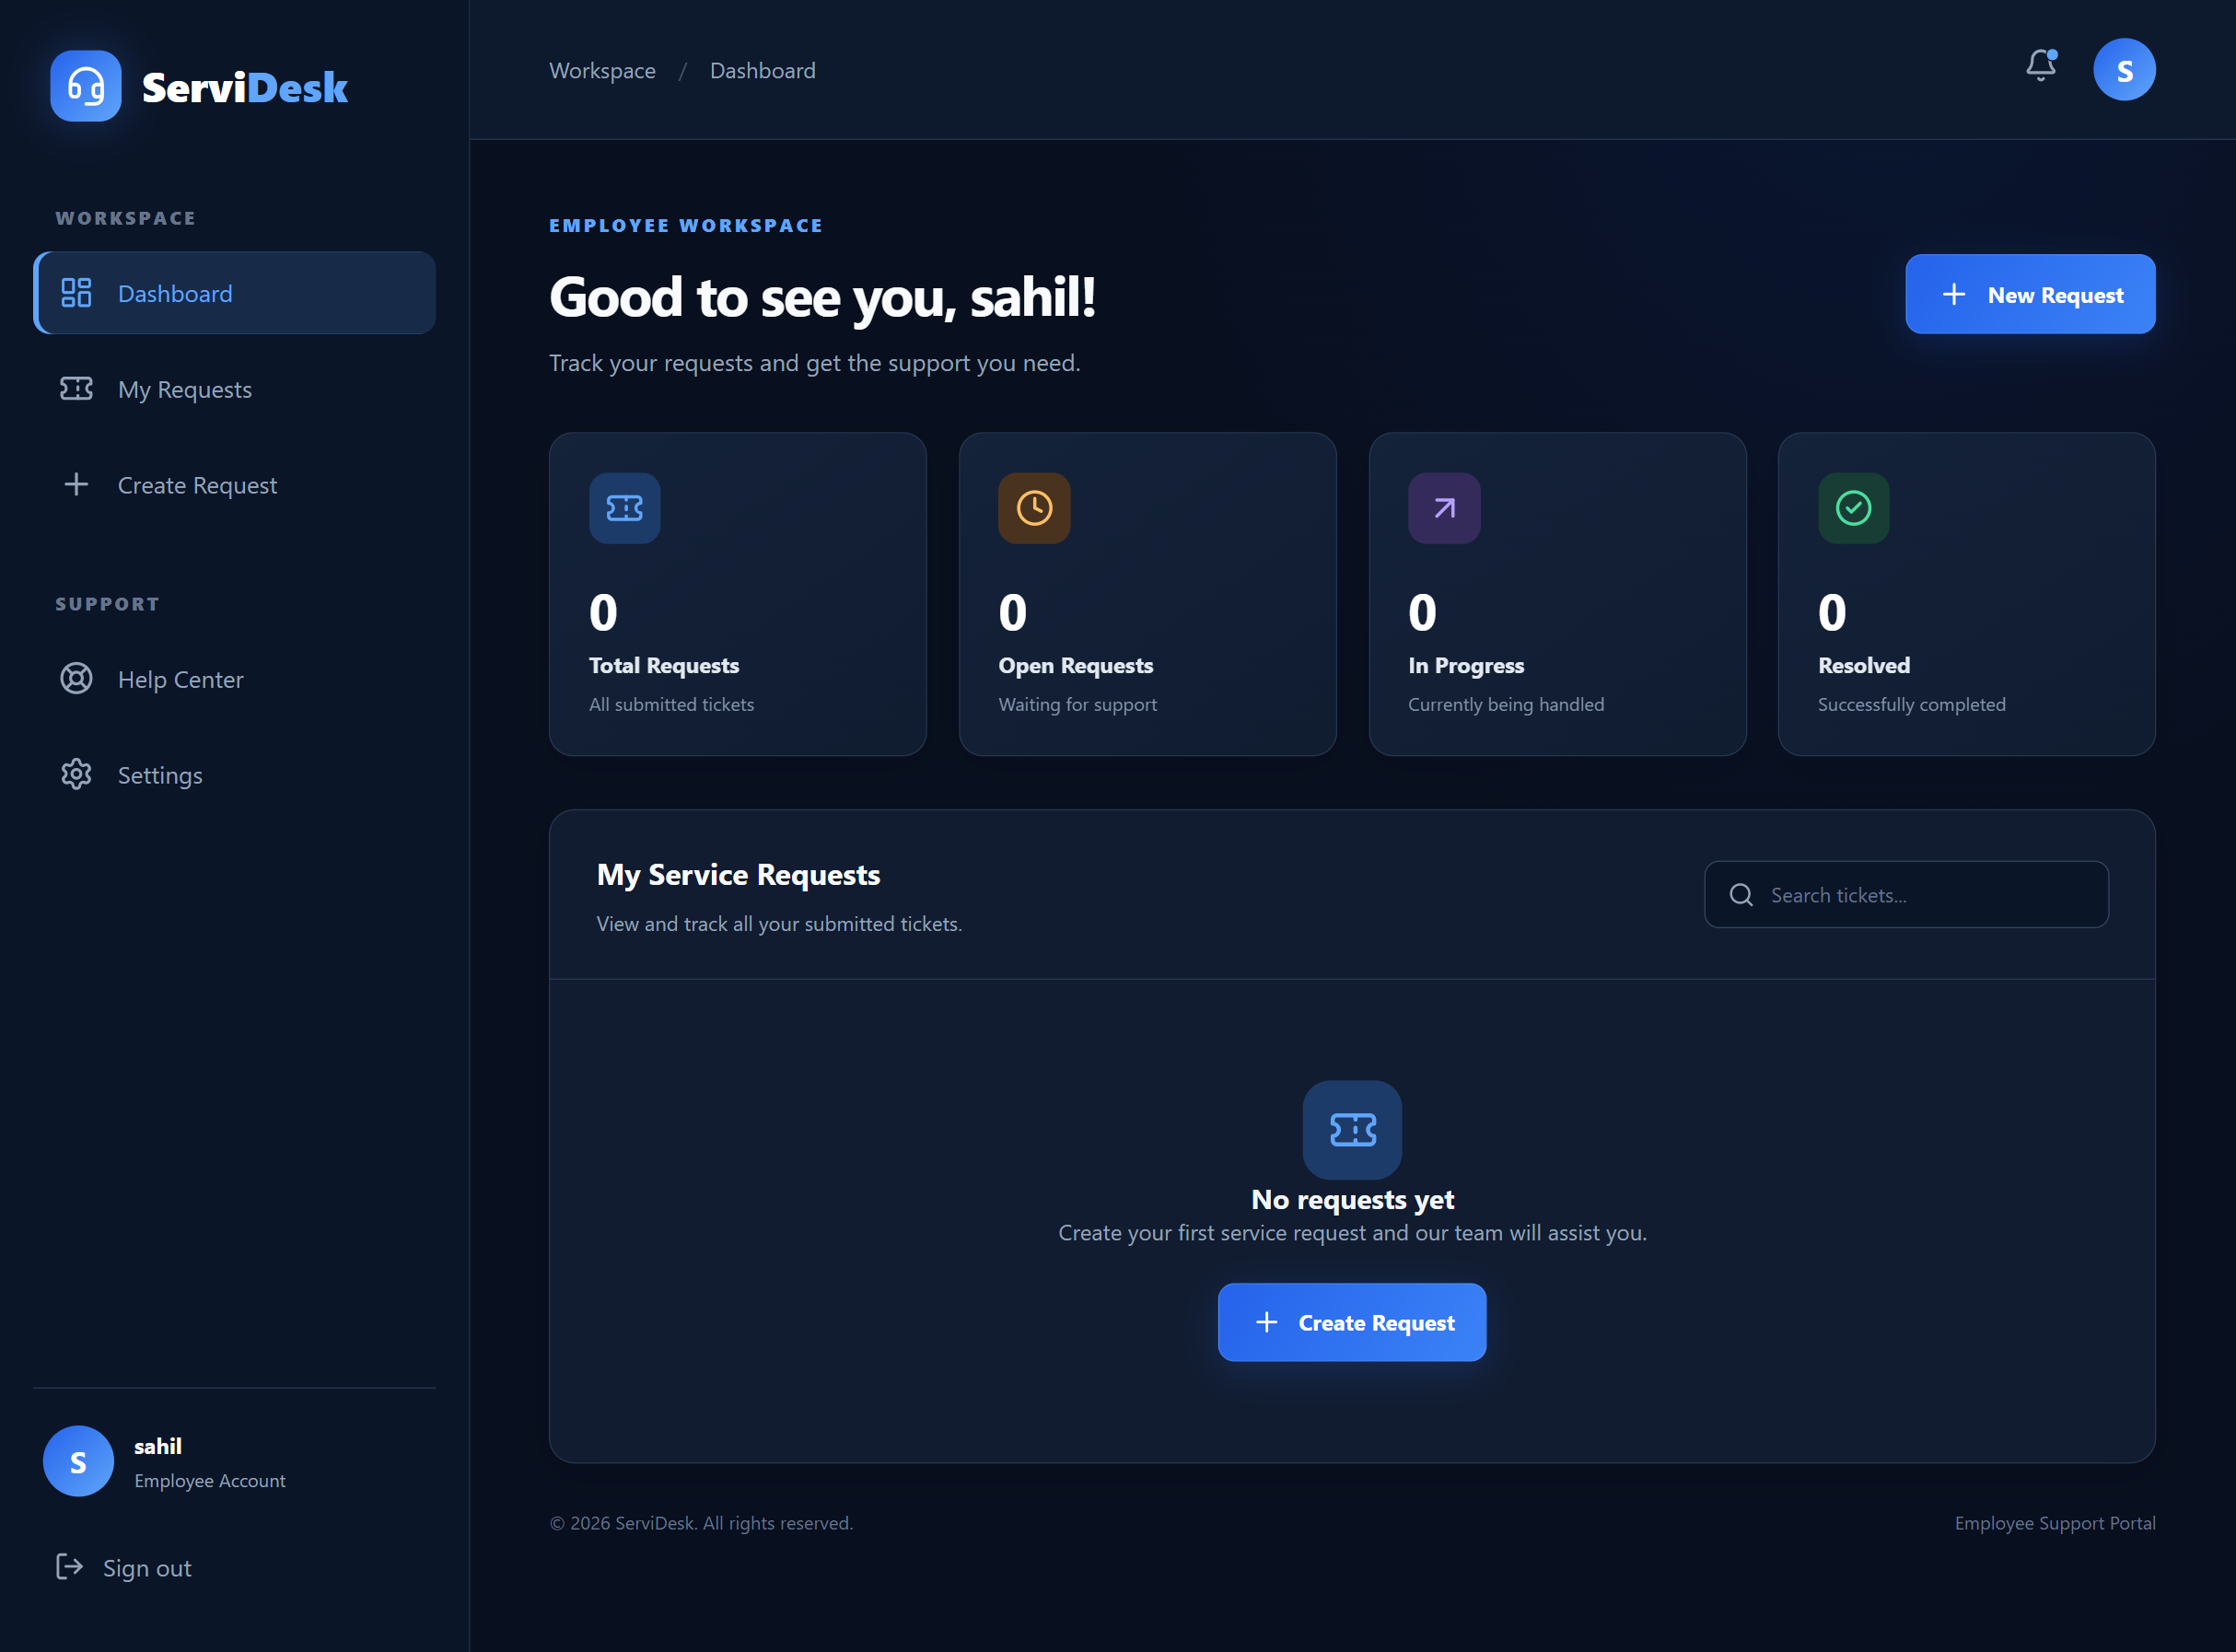 ServiDesk
WORKSPACE
Dashboard
My Requests
Create Request
SUPPORT
Help Center
Settings
S
sahil
Employee Account
Sign out
Workspace / Dashboard
S
EMPLOYEE WORKSPACE
Good to see you, sahil!
Track your requests and get the support you need.
New Request
0
Total Requests
All submitted tickets
0
Open Requests
Waiting for support
0
In Progress
Currently being handled
0
Resolved
Successfully completed
My Service Requests
View and track all your submitted tickets.
Search tickets...
No requests yet
Create your first service request and our team will assist you.
Create Request
© 2026 ServiDesk. All rights reserved.
Employee Support Portal